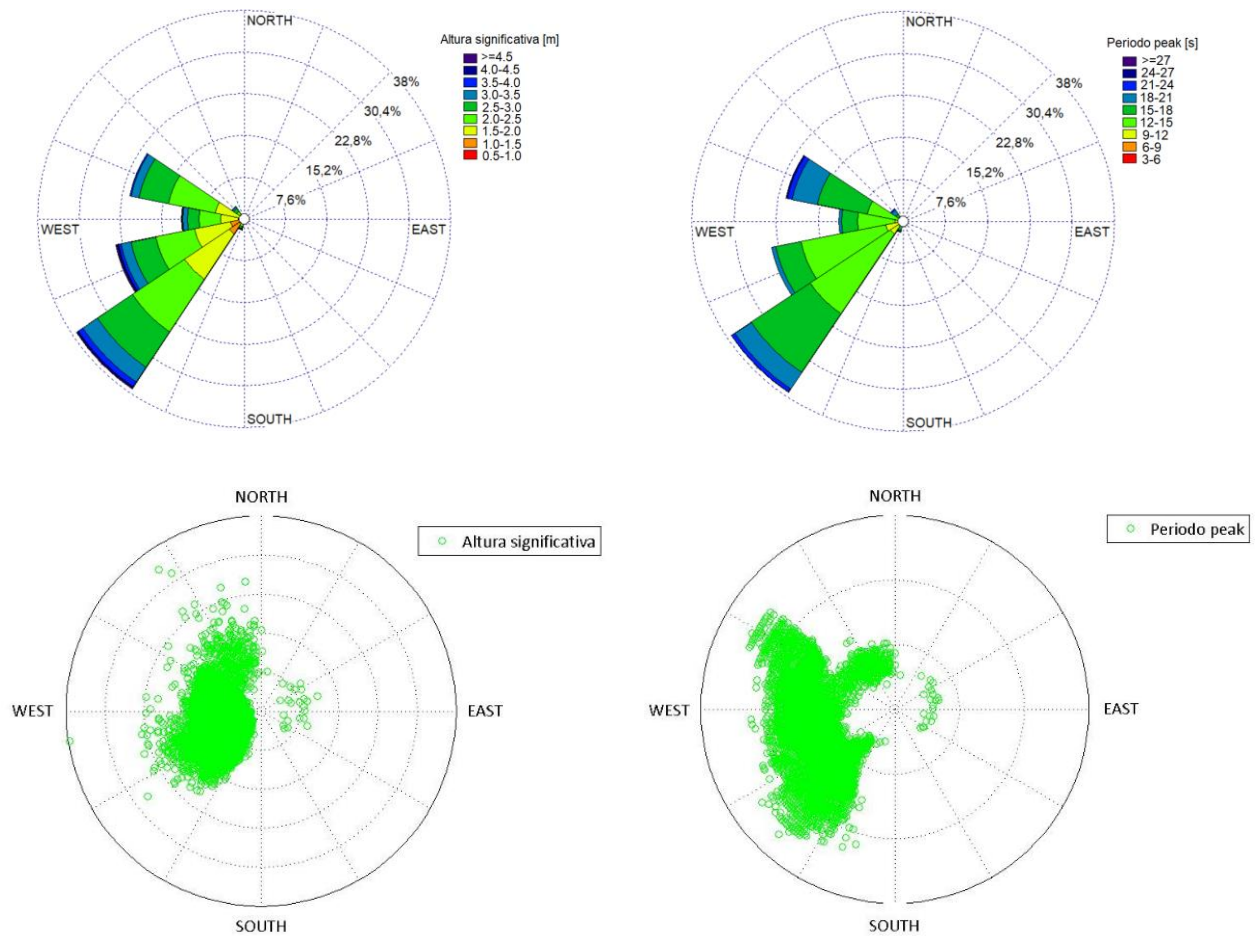 NORTH
Altura significativa [m]
>=4.5
4.0-4.5
3.5-4.0
3.0-3.5
2.5-3.0
2.0-2.5
1.5-2.0
1.0-1.5
0.5-1.0
38%
30,4%
22,8%
15,2%
7,6%
WEST
EAST
SOUTH
NORTH
Periodo peak [s]
>=27
24-27
21-24
18-21
15-18
12-15
9-12
6-9
3-6
38%
30,4%
22,8%
15,2%
7,6%
WEST
EAST
SOUTH
NORTH
Altura significativa
WEST
EAST
SOUTH
NORTH
Periodo peak
WEST
EAST
SOUTH